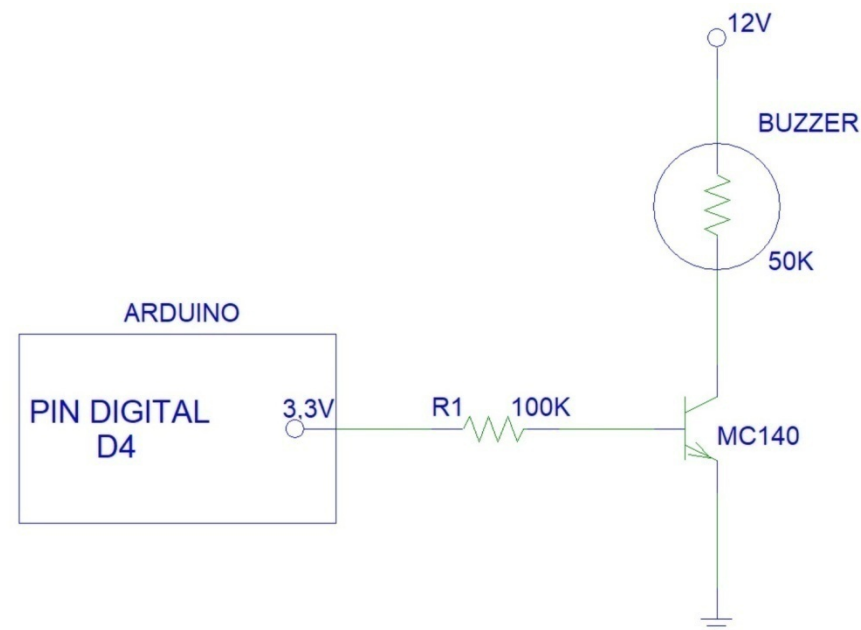 12V
BUZZER
50K
ARDUINO
PIN DIGITAL
D4
3,3V
R1
100K
MC140